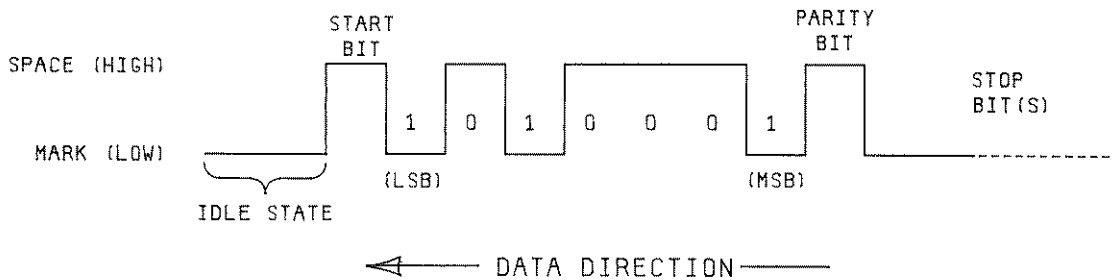 START
BIT
PARITY
BIT
SPACE (HIGH)
STOP
BIT(S)
1 0 1 0 0 0 1
MARK (LOW)
(LSB) (MSB)
IDLE STATE
DATA DIRECTION